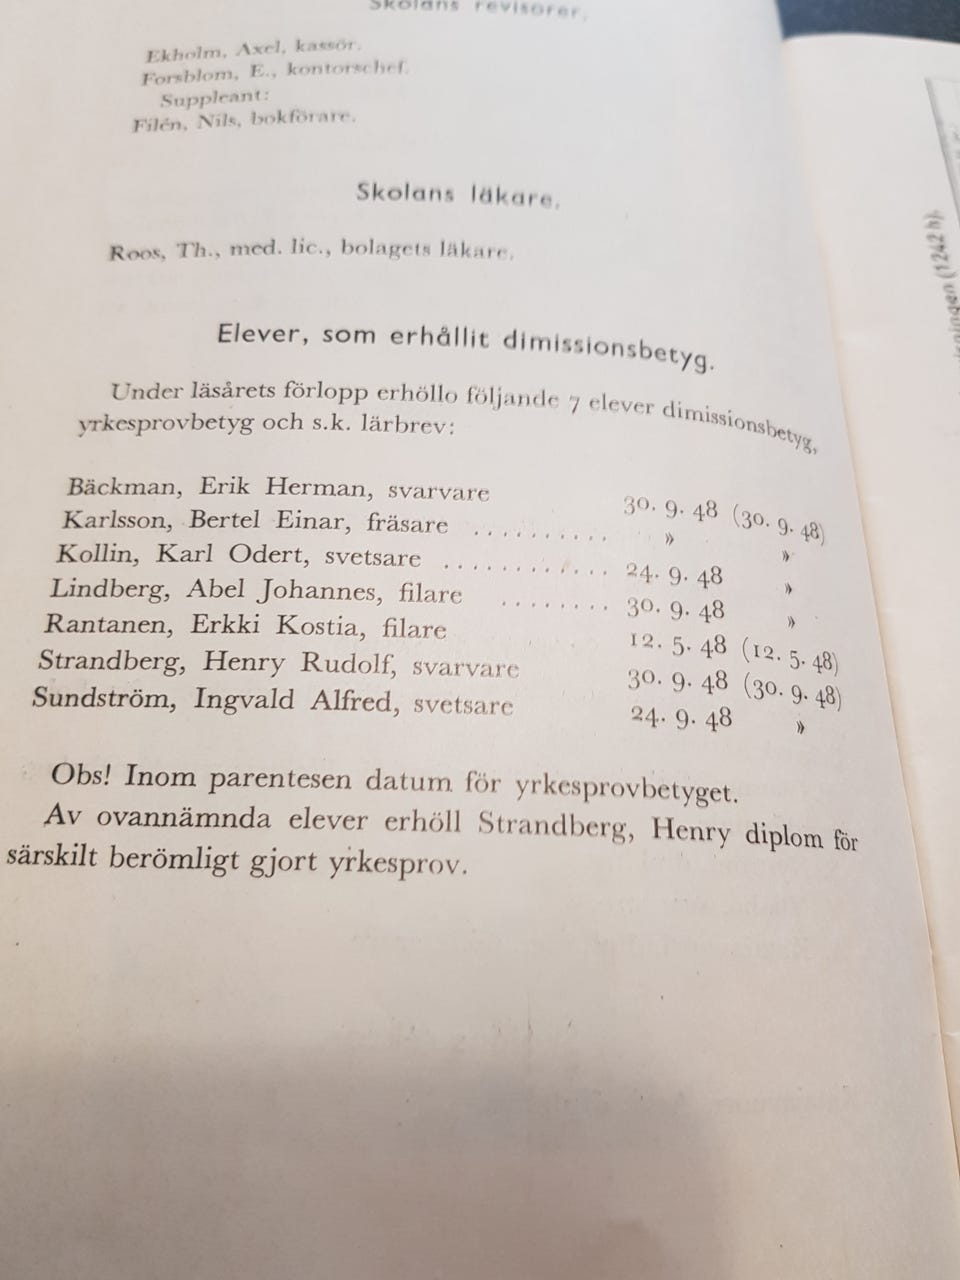 Skolans revisorer.
Ekholm, Axel, kassör.
Forsblom, E., kontorschef.
Suppleant:
Filén, Nils, bokförare.
Skolans läkare.
Roos, Th., med. lic., bolagets läkare.
Elever, som erhållit dimissionsbetyg.
Under läsårets förlopp erhöllo följande 7 elever dimissionsbetyg,
yrkesprovbetyg och s.k. lärbrev:
Bäckman, Erik Herman, svarvare 30. 9. 48 (30. 9. 48)
Karlsson, Bertel Einar, fräsare .......... » »
Kollin, Karl Odert, svetsare ............ 24. 9. 48 »
Lindberg, Abel Johannes, filare ........ 30. 9. 48 »
Rantanen, Erkki Kostia, filare 12. 5. 48 (12. 5. 48)
Strandberg, Henry Rudolf, svarvare 30. 9. 48 (30. 9. 48)
Sundström, Ingvald Alfred, svetsare 24. 9. 48 »
Obs! Inom parentesen datum för yrkesprovbetyget.
Av ovannämnda elever erhöll Strandberg, Henry diplom för
särskilt berömligt gjort yrkesprov.
(1242 h).